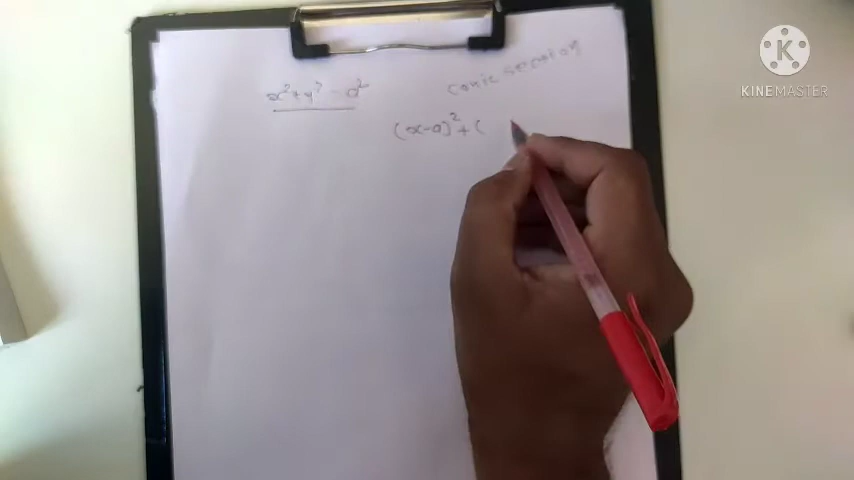 x²+y² = a²
conic section
(x-a)² + (
KINEMASTER